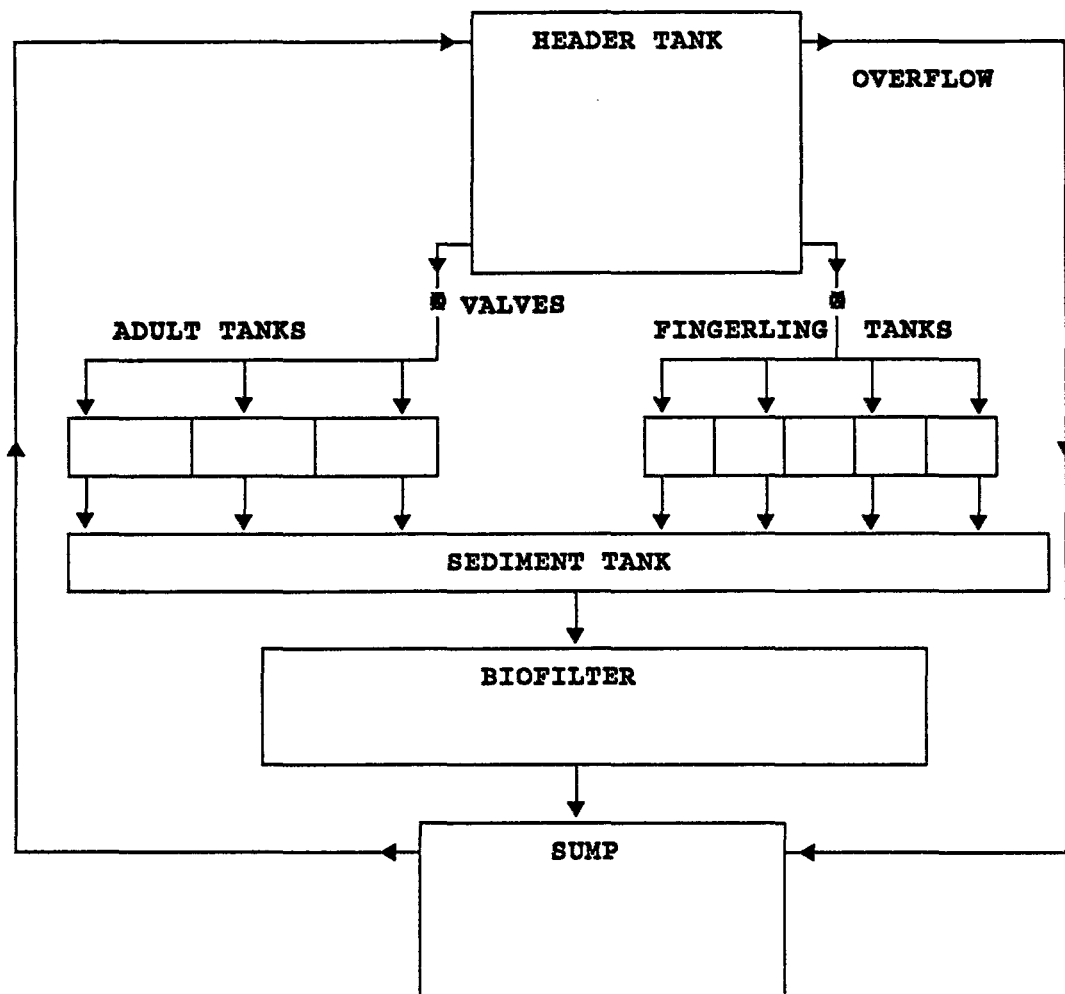 HEADER TANK
OVERFLOW
VALVES
ADULT TANKS
FINGERLING TANKS
SEDIMENT TANK
BIOFILTER
SUMP